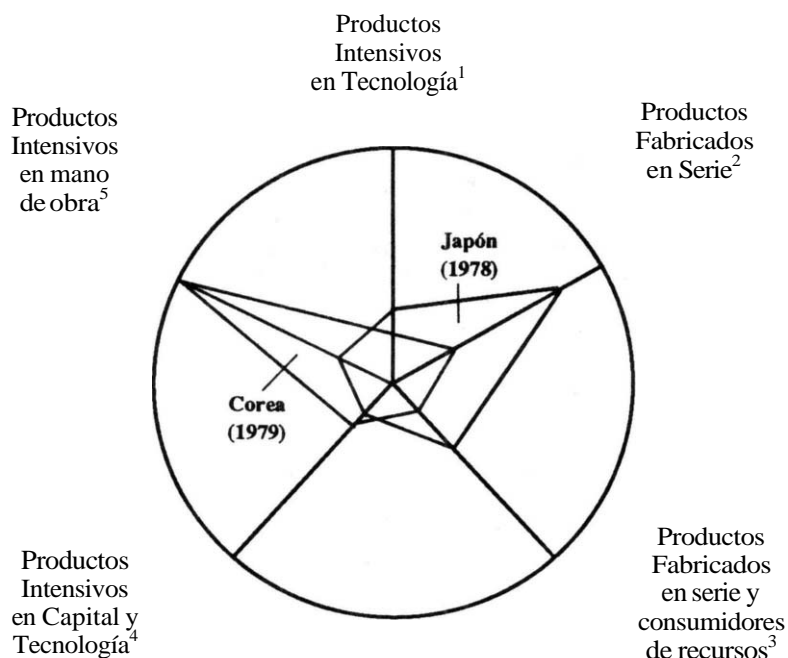 Productos
Intensivos
en Tecnología¹
Productos
Intensivos
en mano
de obra⁵
Productos
Fabricados
en Serie²
Japón
(1978)
Corea
(1979)
Productos
Intensivos
en Capital y
Tecnología⁴
Productos
Fabricados
en serie y
consumidores
de recursos³